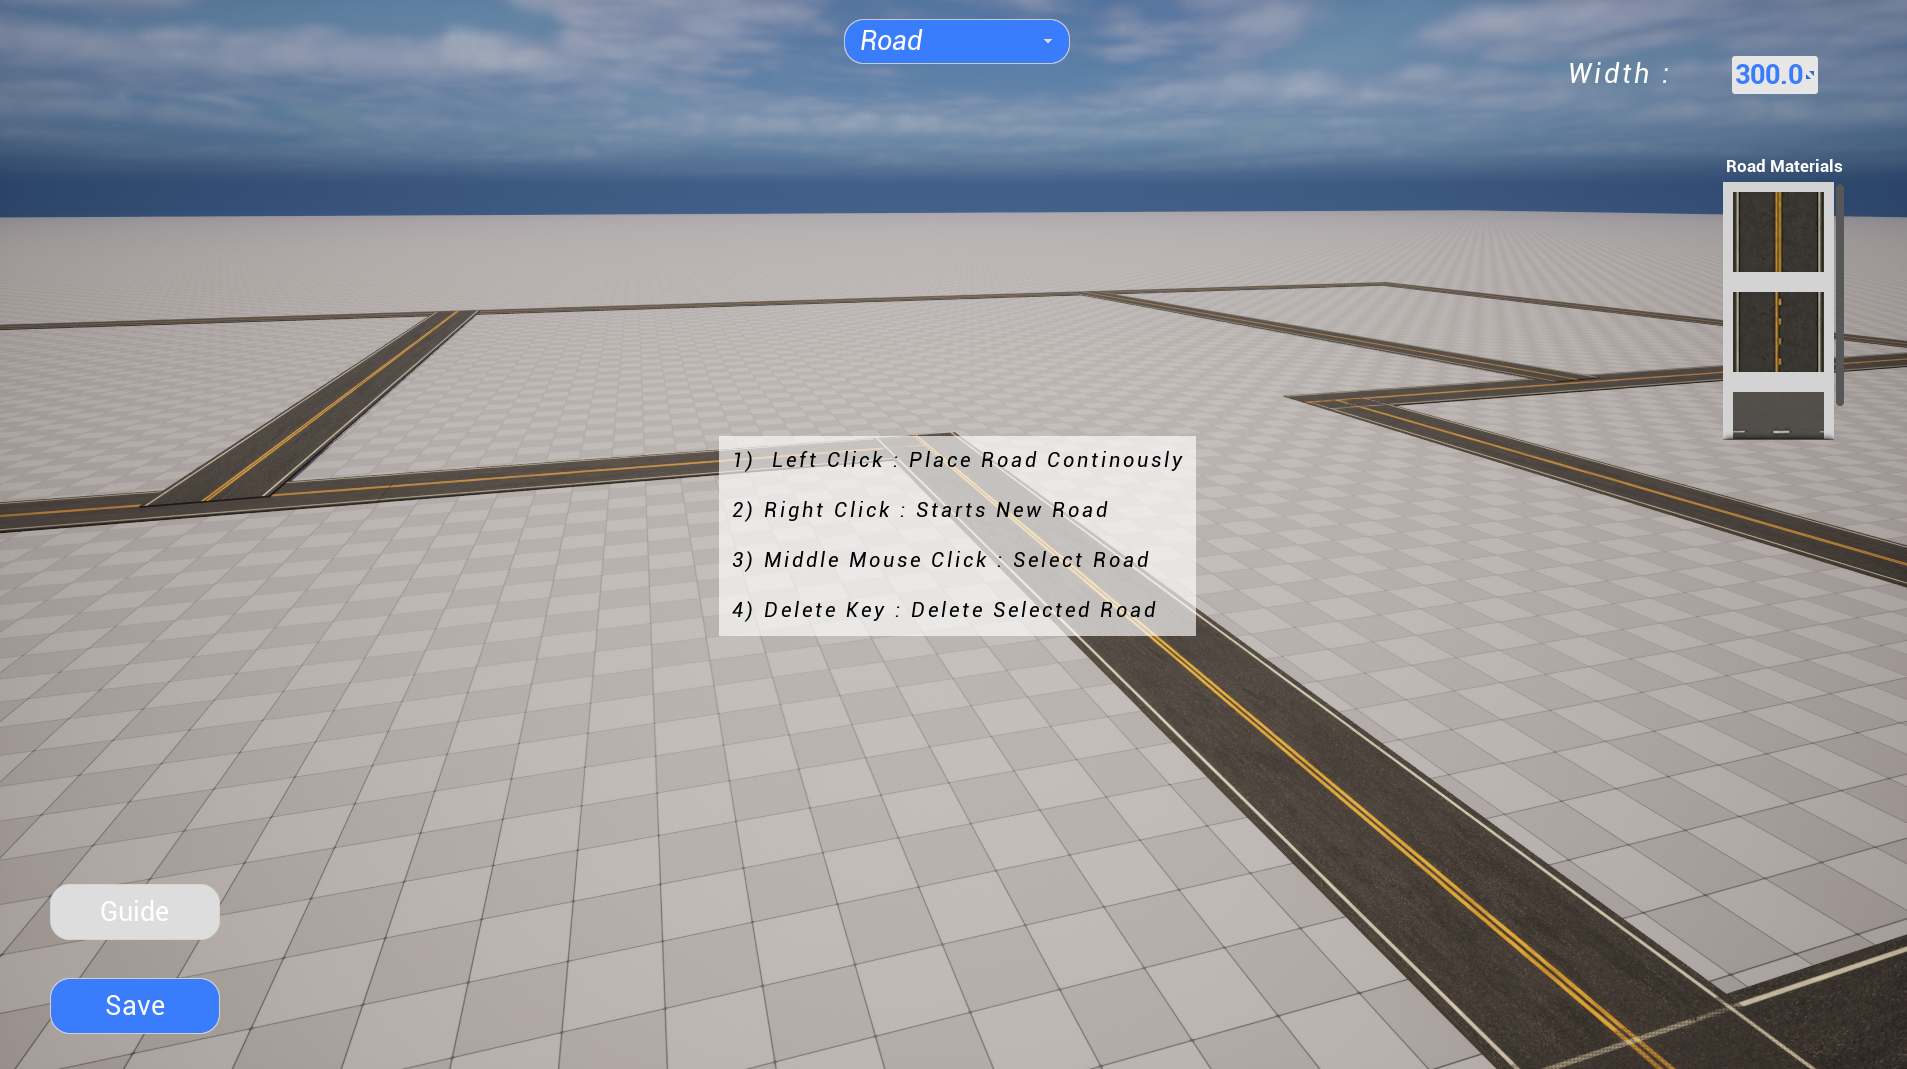 Road
Width :
300.0
Road Materials
1) Left Click : Place Road Continously
2) Right Click : Starts New Road
3) Middle Mouse Click : Select Road
4) Delete Key : Delete Selected Road
Guide
Save